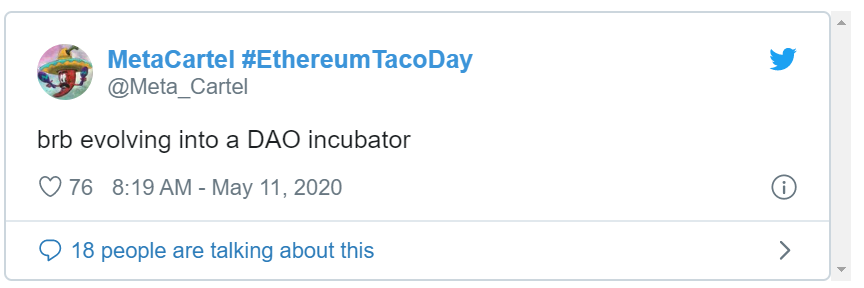 MetaCartel #EthereumTacoDay
@Meta_Cartel
brb evolving into a DAO incubator
76 8:19 AM - May 11, 2020
18 people are talking about this